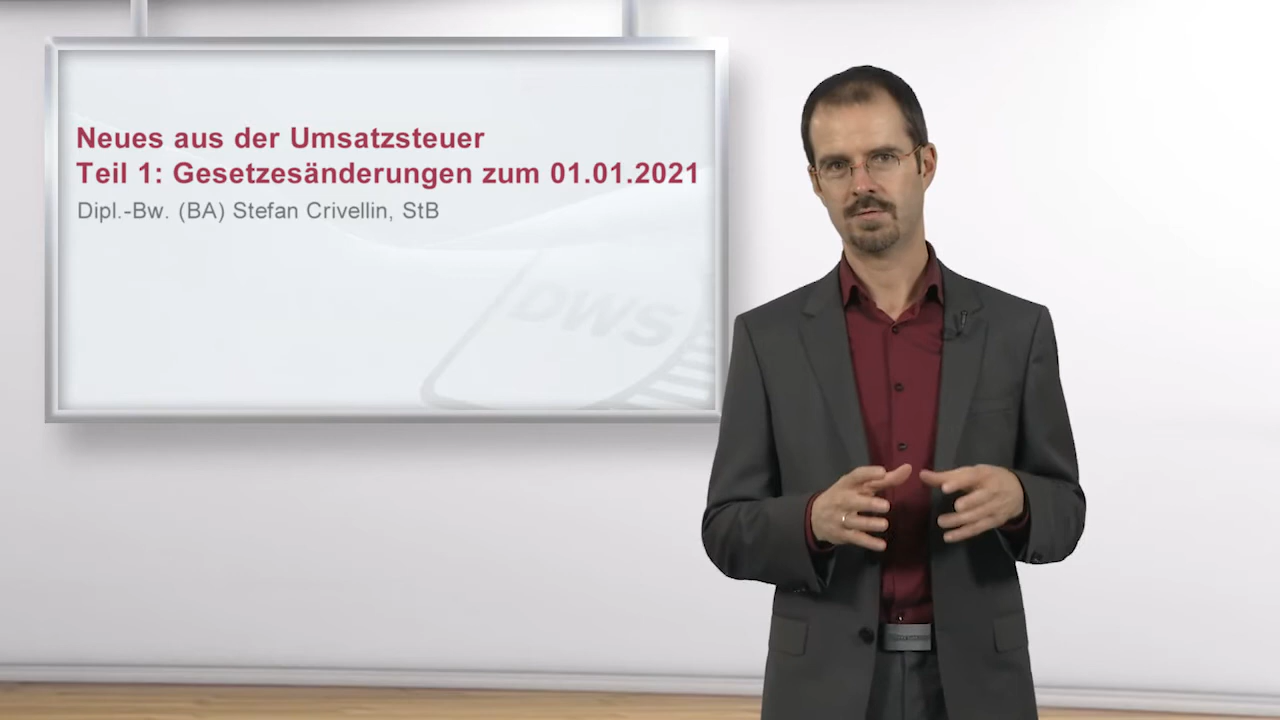 Neues aus der Umsatzsteuer
Teil 1: Gesetzesänderungen zum 01.01.2021
Dipl.-Bw. (BA) Stefan Crivellin, StB
DWS